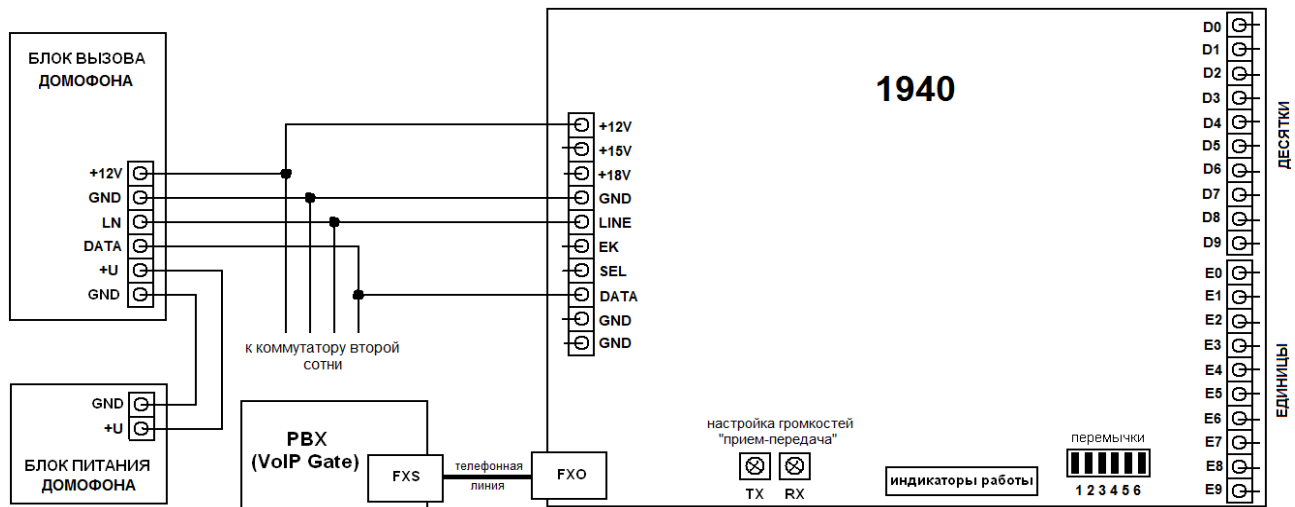 БЛОК ВЫЗОВА
ДОМОФОНА
+12V
GND
LN
DATA
+U
GND
GND
+U
БЛОК ПИТАНИЯ
ДОМОФОНА
к коммутатору второй
сотни
PBX
(VoIP Gate)
FXS
телефонная
линия
FXO
1940
+12V
+15V
+18V
GND
LINE
EK
SEL
DATA
GND
GND
настройка громкостей
"прием-передача"
TX RX
индикаторы работы
перемычки
1 2 3 4 5 6
D0
D1
D2
D3
D4
D5
D6
D7
D8
D9
ДЕСЯТКИ
E0
E1
E2
E3
E4
E5
E6
E7
E8
E9
ЕДИНИЦЫ